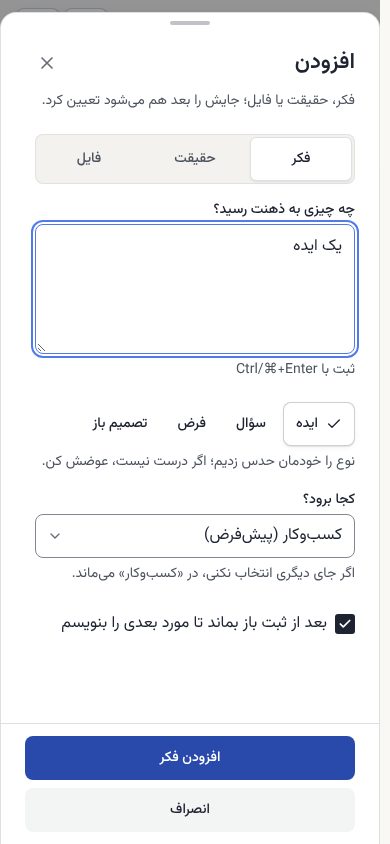 افزودن
فکر، حقیقت یا فایل؛ جایش را بعد هم می‌شود تعیین کرد.
فکر
حقیقت
فایل
چه چیزی به ذهنت رسید؟
یک ایده
ثبت با Ctrl/⌘+Enter
ایده
سؤال
فرض
تصمیم باز
نوع را خودمان حدس زدیم؛ اگر درست نیست، عوضش کن.
کجا برود؟
کسب‌وکار (پیش‌فرض)
اگر جای دیگری انتخاب نکنی، در «کسب‌وکار» می‌ماند.
بعد از ثبت باز بماند تا مورد بعدی را بنویسم
افزودن فکر
انصراف